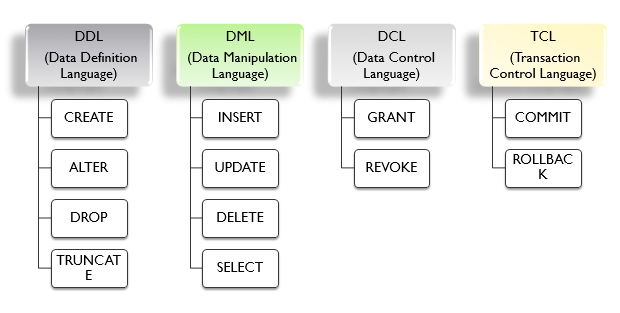 DDL
(Data Definition
Language)
CREATE
ALTER
DROP
TRUNCAT
E
DML
(Data Manipulation
Language)
INSERT
UPDATE
DELETE
SELECT
DCL
(Data Control
Language)
GRANT
REVOKE
TCL
(Transaction
Control Language)
COMMIT
ROLLBAC
K